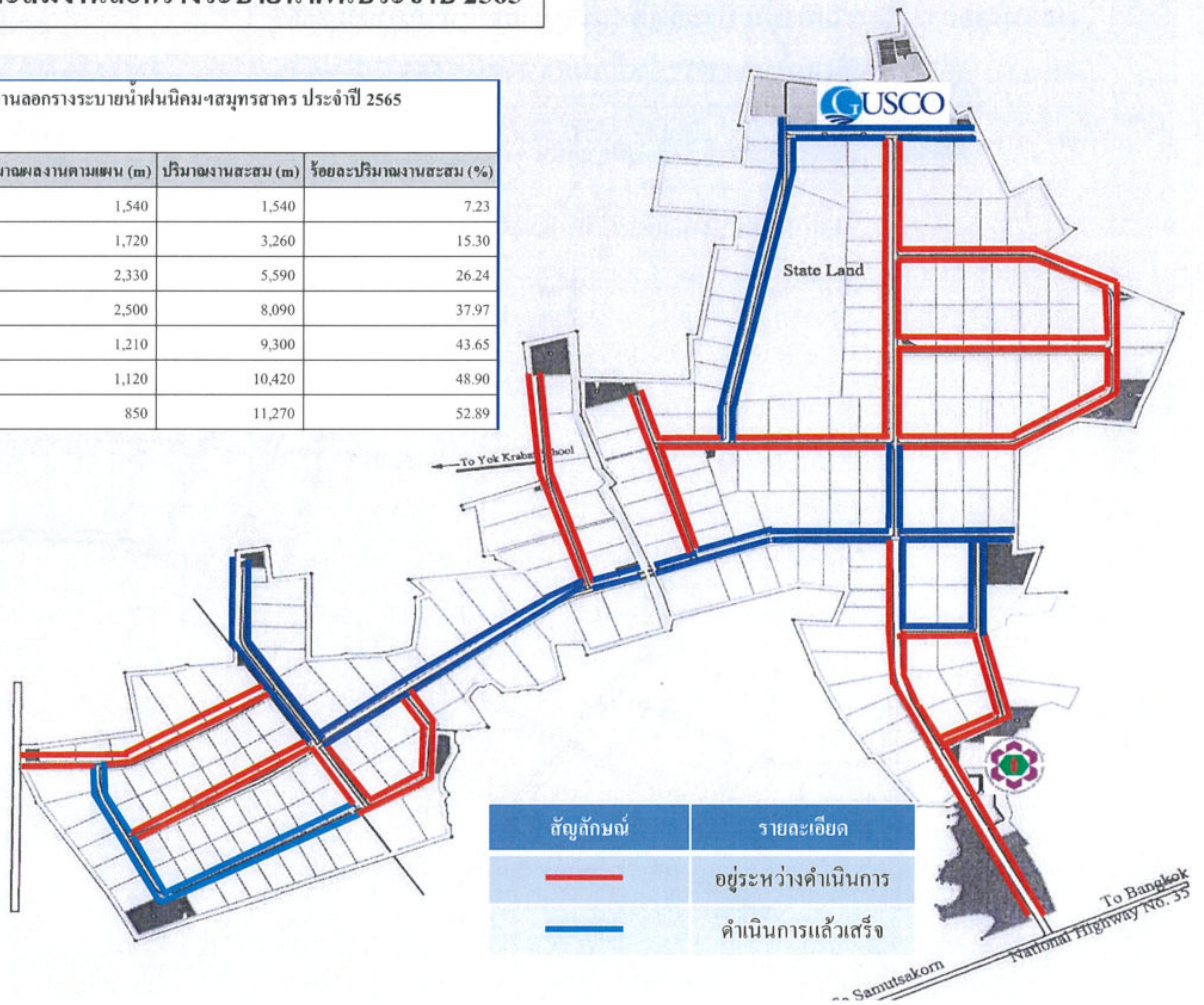 2565
านลอกรางระบายน้ำฝนนิคมฯสมุทรสาคร ประจำปี 2565
ผลงานตามแผน (m) ปริมาณงานสะสม (m) ร้อยละปริมาณงานสะสม (%)
1,540 1,540 7.23
1,720 3,260 15.30
2,330 5,590 26.24
2,500 8,090 37.97
1,210 9,300 43.65
1,120 10,420 48.90
850 11,270 52.89
GUSCO
State Land
To Yok Krabat School
สัญลักษณ์ รายละเอียด
อยู่ระหว่างดำเนินการ
ดำเนินการแล้วเสร็จ
To Bangkok
National Highway No. 35
Samutsakorn